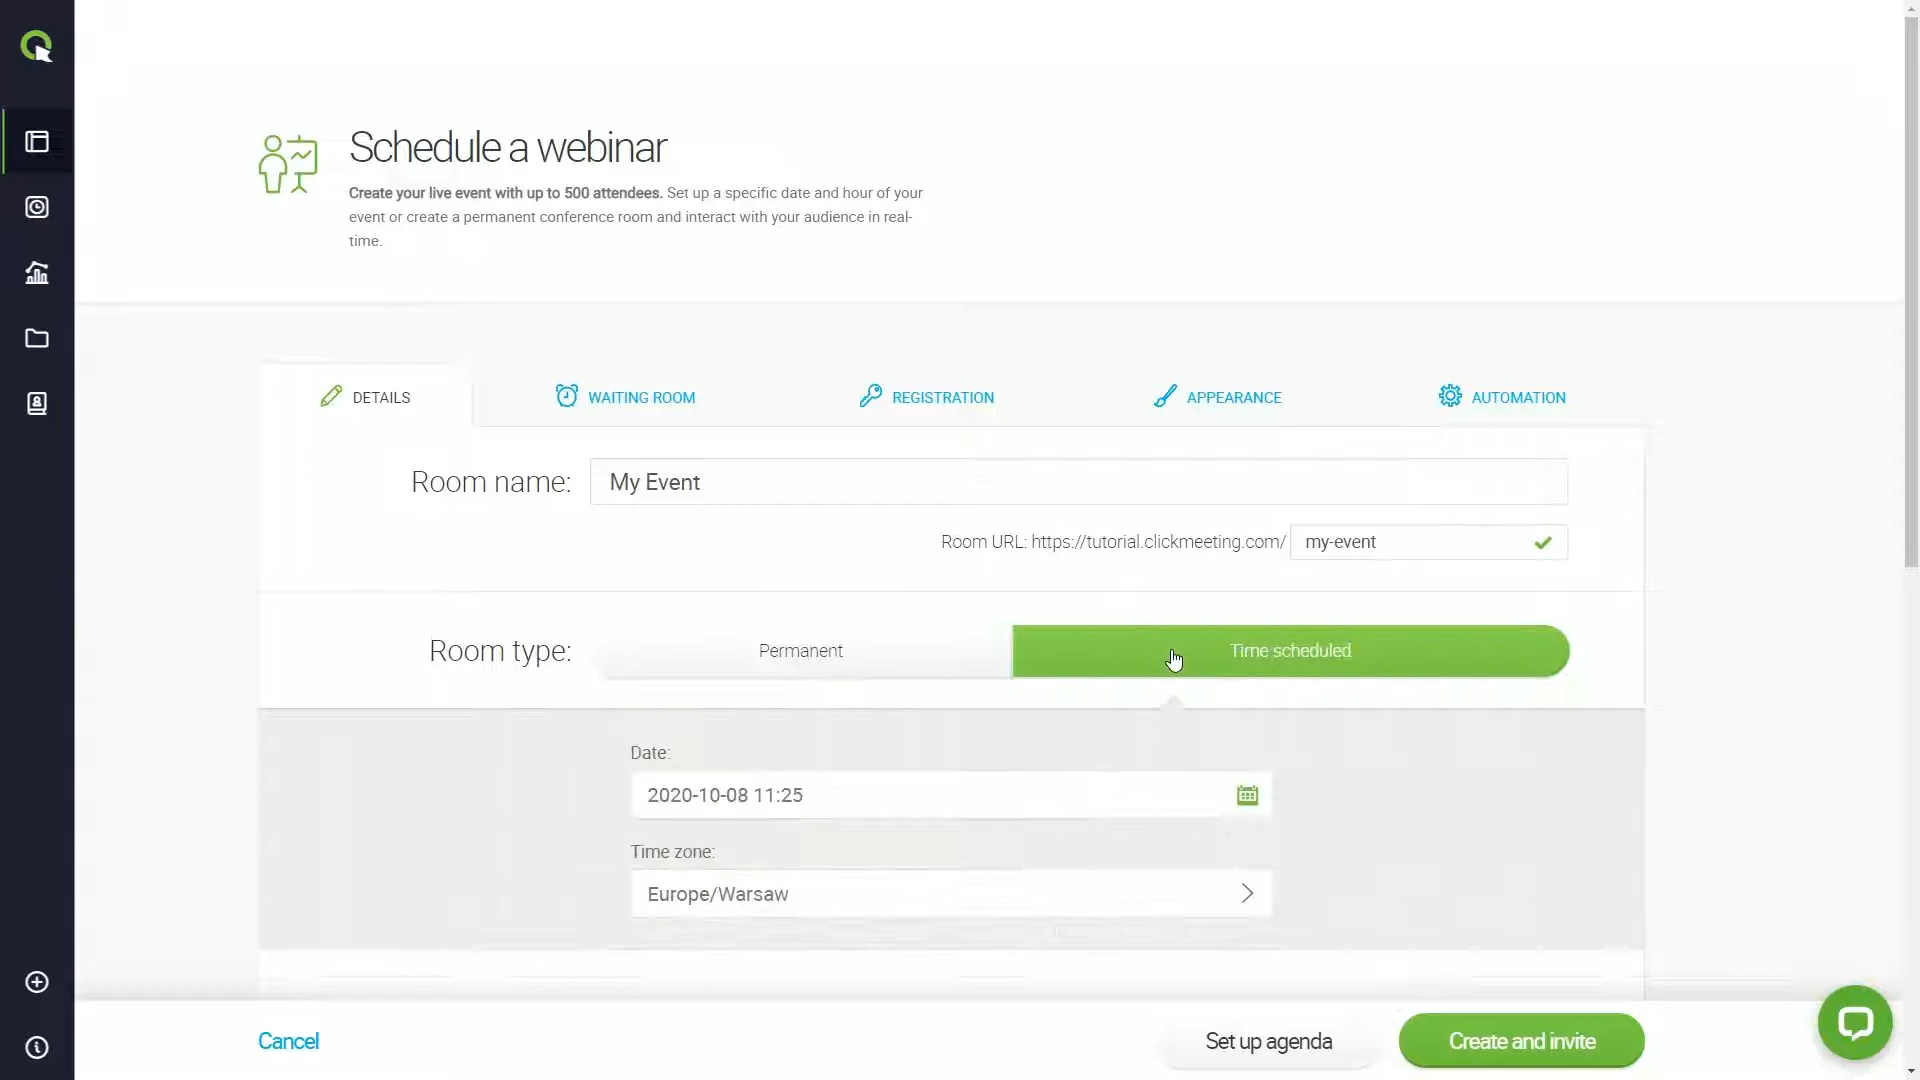 Schedule a webinar
Create your live event with up to 500 attendees. Set up a specific date and hour of your
event or create a permanent conference room and interact with your audience in real-
time.
DETAILS
WAITING ROOM
REGISTRATION
APPEARANCE
AUTOMATION
Room name: My Event
Room URL: https://tutorial.clickmeeting.com/ my-event
Room type: Permanent Time scheduled
Date:
2020-10-08 11:25
Time zone:
Europe/Warsaw
Cancel
Set up agenda
Create and invite